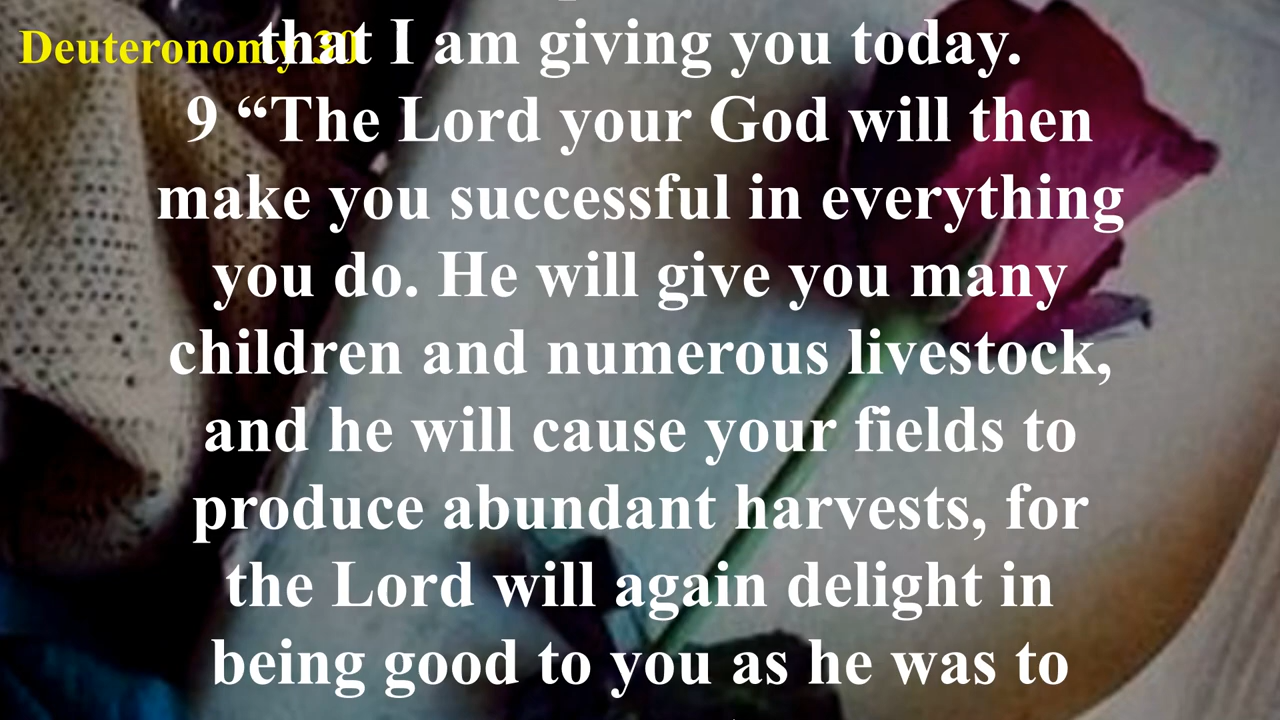 Deuteronomy 30
that I am giving you today.
9 “The Lord your God will then
make you successful in everything
you do. He will give you many
children and numerous livestock,
and he will cause your fields to
produce abundant harvests, for
the Lord will again delight in
being good to you as he was to